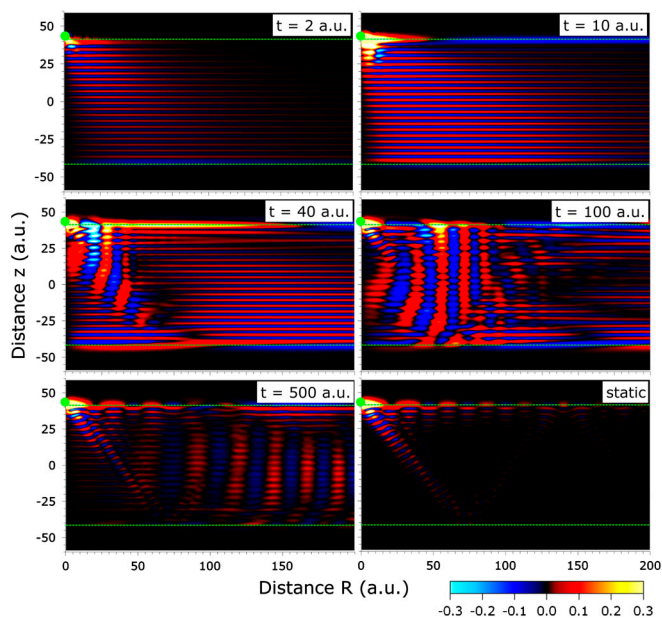 t = 2 a.u.
t = 10 a.u.
50
25
0
-25
-50
t = 40 a.u.
t = 100 a.u.
50
25
0
-25
-50
Distance z (a.u.)
t = 500 a.u.
static
50
25
0
-25
-50
0 50 100 150 0 50 100 150 200
Distance R (a.u.)
-0.3 -0.2 -0.1 0.0 0.1 0.2 0.3